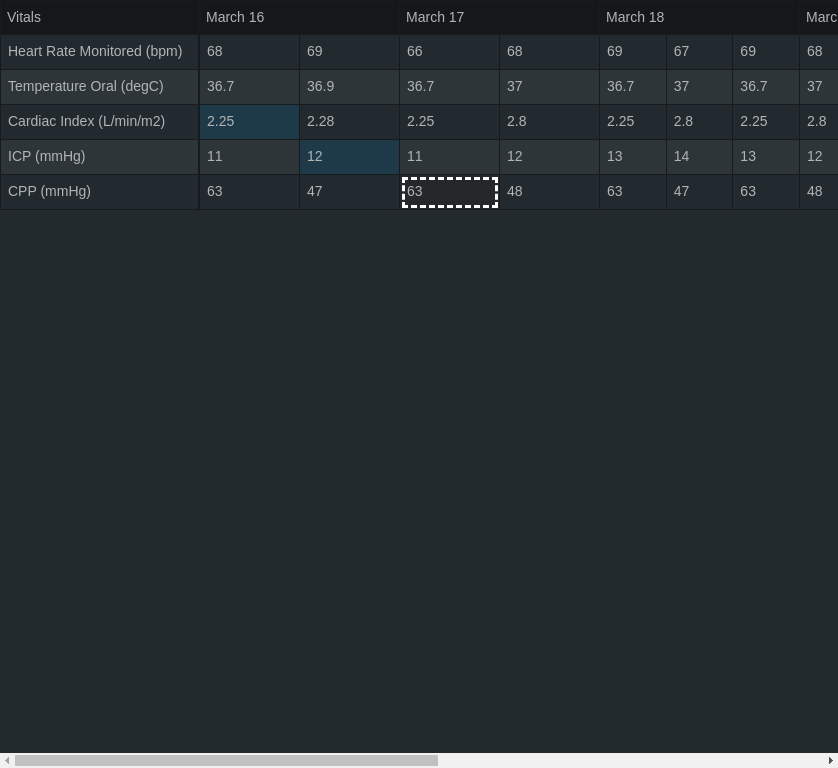 Vitals March 16 March 17 March 18 Marc
Heart Rate Monitored (bpm) 68 69 66 68 69 67 69 68
Temperature Oral (degC) 36.7 36.9 36.7 37 36.7 37 36.7 37
Cardiac Index (L/min/m2) 2.25 2.28 2.25 2.8 2.25 2.8 2.25 2.8
ICP (mmHg) 11 12 11 12 13 14 13 12
CPP (mmHg) 63 47 63 48 63 47 63 48